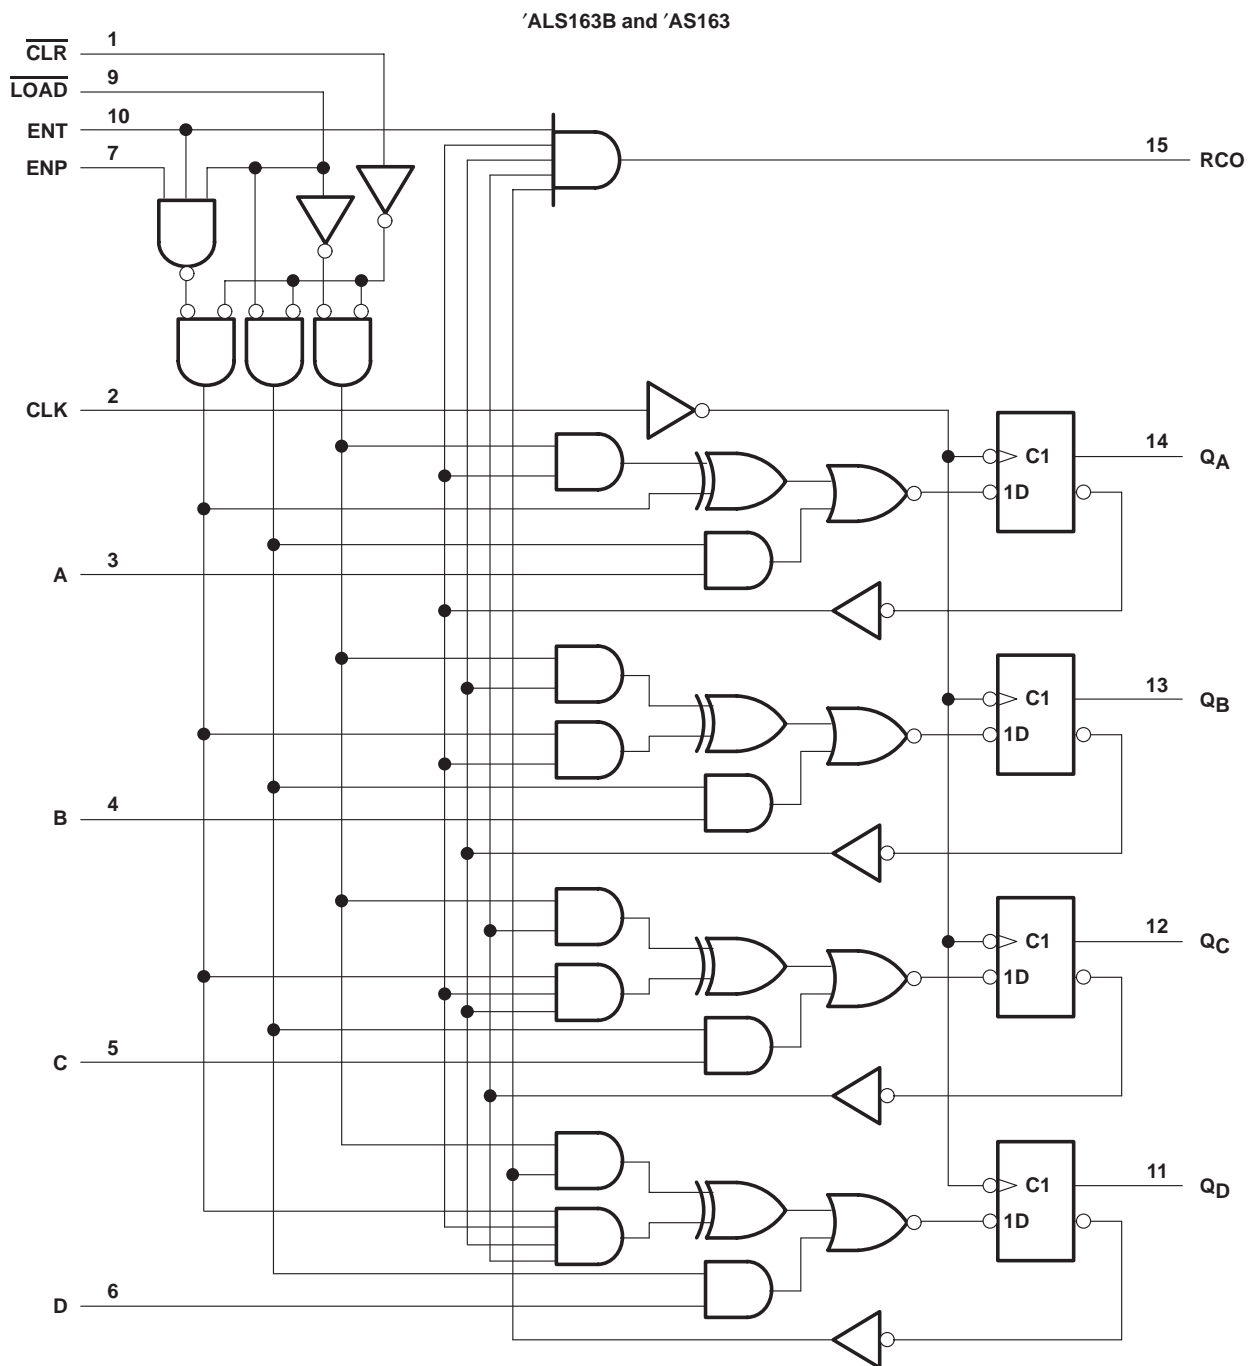 ′ALS163B and ′AS163
CLR 1
LOAD 9
ENT 10
ENP 7
15 RCO
CLK 2
C1
1D
14 QA
A 3
C1
1D
13 QB
B 4
C1
1D
12 QC
C 5
C1
1D
11 QD
D 6